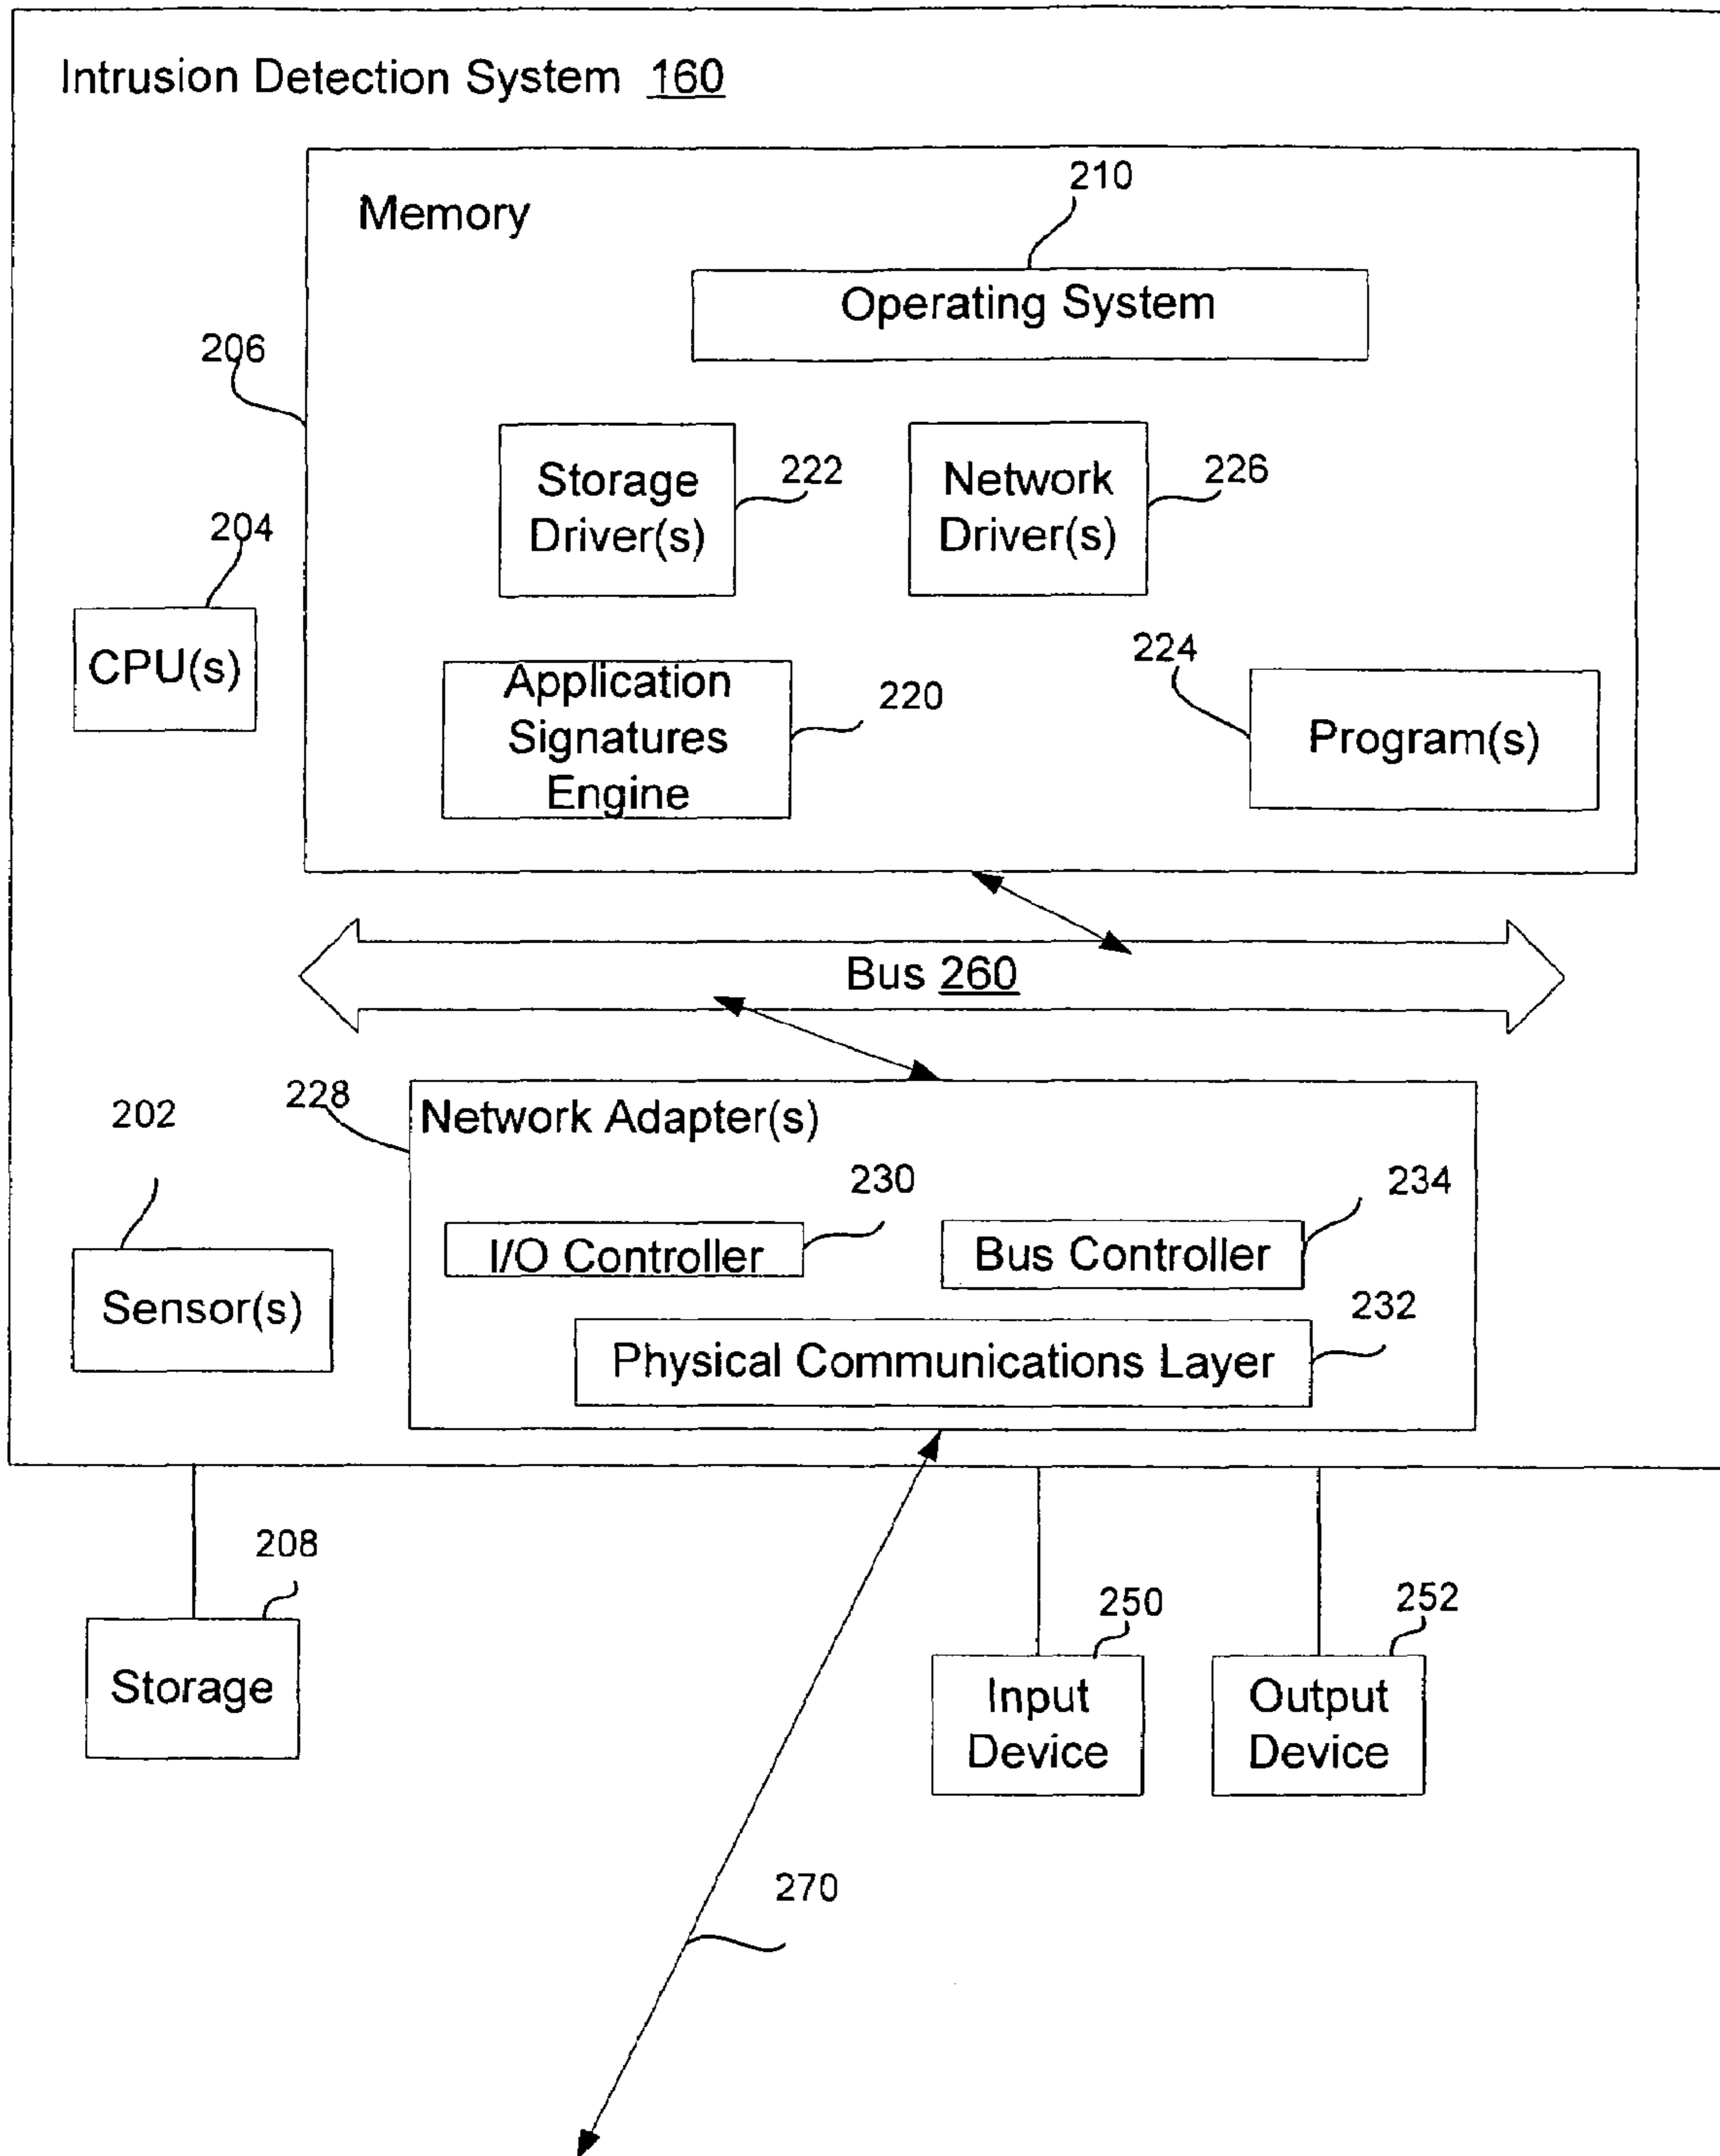 Intrusion Detection System 160
Memory
210
Operating System
206
Storage
Driver(s)
222
Network
Driver(s)
226
204
CPU(s)
Application
Signatures
Engine
220
224
Program(s)
Bus 260
228
Network Adapter(s)
202
230
234
I/O Controller
Bus Controller
Sensor(s)
232
Physical Communications Layer
208
Storage
250
252
Input
Device
Output
Device
270